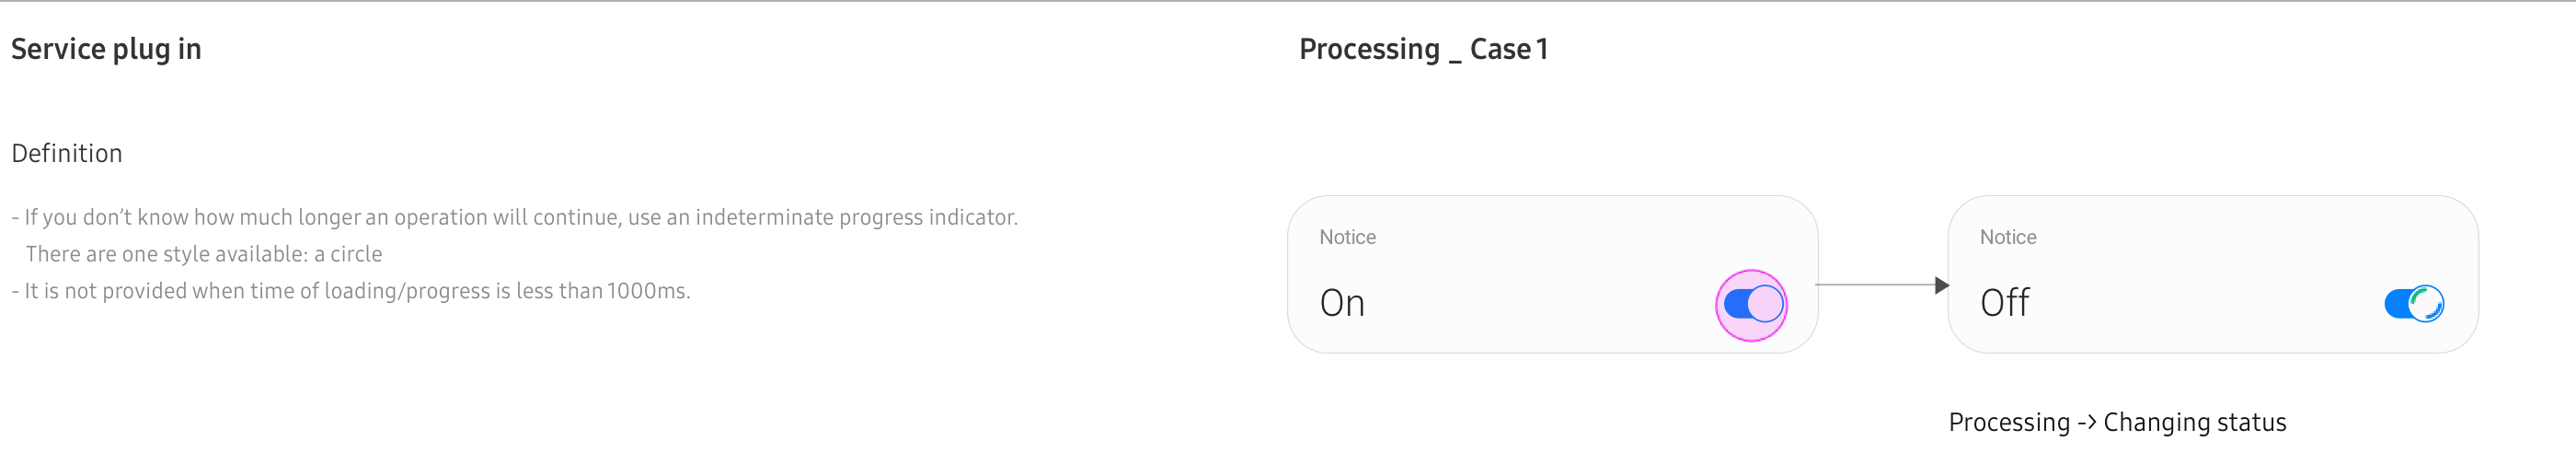 Service plug in
Definition
- If you don't know how much longer an operation will continue, use an indeterminate progress indicator.
There are one style available: a circle
- It is not provided when time of loading/progress is less than 1000ms.
Processing _ Case 1
Notice
On
Notice
Off
Processing -> Changing status